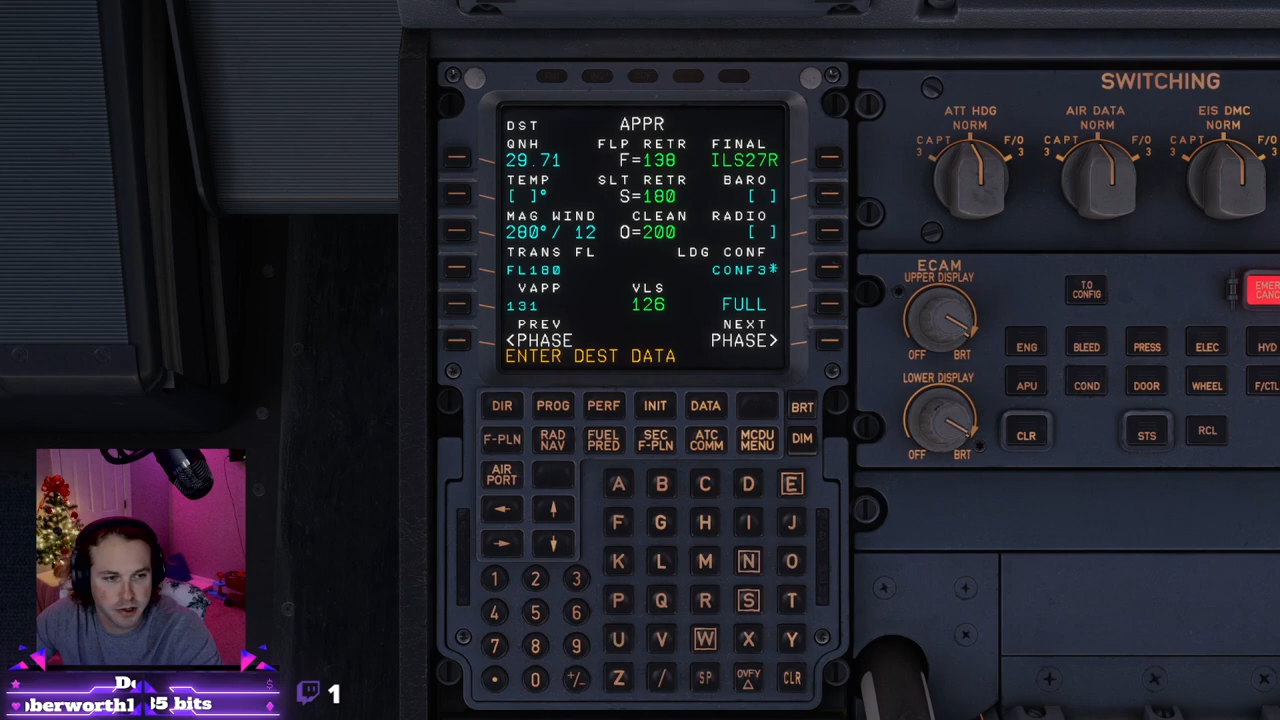 DST APPR
QNH FLP RETR FINAL
29.71 F=138 ILS27R
TEMP SLT RETR BARO
[ ]° S=180 [ ]
MAG WIND CLEAN RADIO
280°/ 12 O=200 [ ]
TRANS FL LDG CONF
FL180 CONF3*
VAPP VLS
131 126 FULL
PREV NEXT
<PHASE PHASE>
ENTER DEST DATA
DIR PROG PERF INIT DATA BRT
F-PLN RAD NAV FUEL PRED SEC F-PLN ATC COMM MCDU MENU DIM
AIR PORT
← ↑
→ ↓
A B C D E
F G H I J
K L M N O
P Q R S T
U V W X Y
Z / SP OVFY △ CLR
1 2 3
4 5 6
7 8 9
. 0 +/-
SWITCHING
ATT HDG AIR DATA EIS DMC
NORM NORM NORM
CAPT 3 F/O 3 CAPT 3 F/O 3 CAPT 3 F/O 3
ECAM
UPPER DISPLAY
OFF BRT
T.O CONFIG
EMER CANC
ENG BLEED PRESS ELEC HYD
APU COND DOOR WHEEL F/CTL
CLR STS RCL
LOWER DISPLAY
OFF BRT
berworth1 35 bits
1